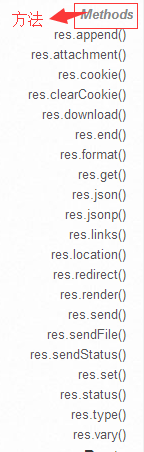 方法 Methods
res.append()
res.attachment()
res.cookie()
res.clearCookie()
res.download()
res.end()
res.format()
res.get()
res.json()
res.jsonp()
res.links()
res.location()
res.redirect()
res.render()
res.send()
res.sendFile()
res.sendStatus()
res.set()
res.status()
res.type()
res.vary()